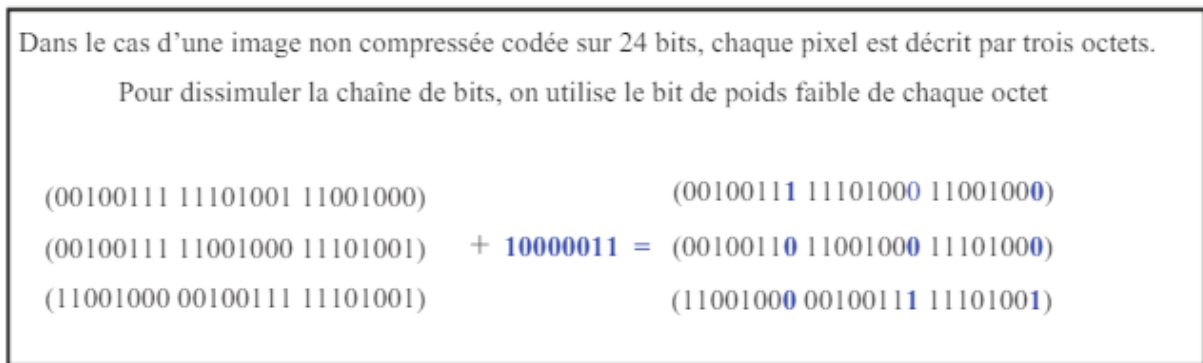 Dans le cas d'une image non compressée codée sur 24 bits, chaque pixel est décrit par trois octets.
Pour dissimuler la chaîne de bits, on utilise le bit de poids faible de chaque octet
(00100111 11101001 11001000) (00100111 11101000 11001000)
(00100111 11001000 11101001) + 10000011 = (00100110 11001000 11101000)
(11001000 00100111 11101001) (11001000 00100111 11101001)